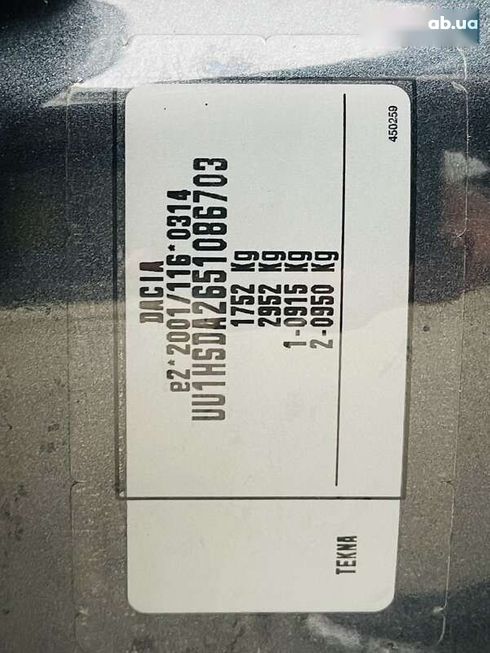 ab.ua
DACIA
e2*2001/116*0314
UU1HSDA2651086703
1752 Kg
2952 Kg
1-0915 Kg
2-0950 Kg
450259
TEKNA